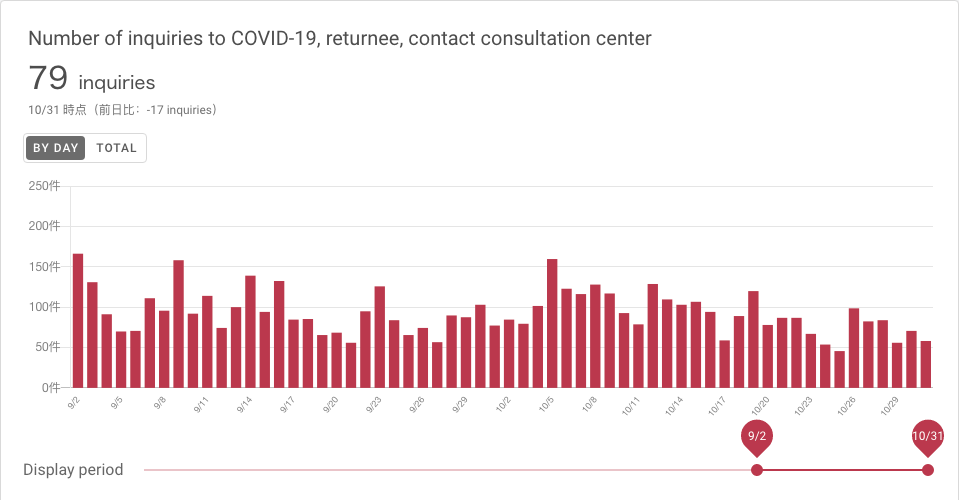 Number of inquiries to COVID-19, returnee, contact consultation center
79 inquiries
10/31 時点（前日比：-17 inquiries）
BY DAY TOTAL
250件
200件
150件
100件
50件
0件
9/2 9/5 9/8 9/11 9/14 9/17 9/20 9/23 9/26 9/29 10/2 10/5 10/8 10/11 10/14 10/17 10/20 10/23 10/26 10/29
9/2 10/31
Display period